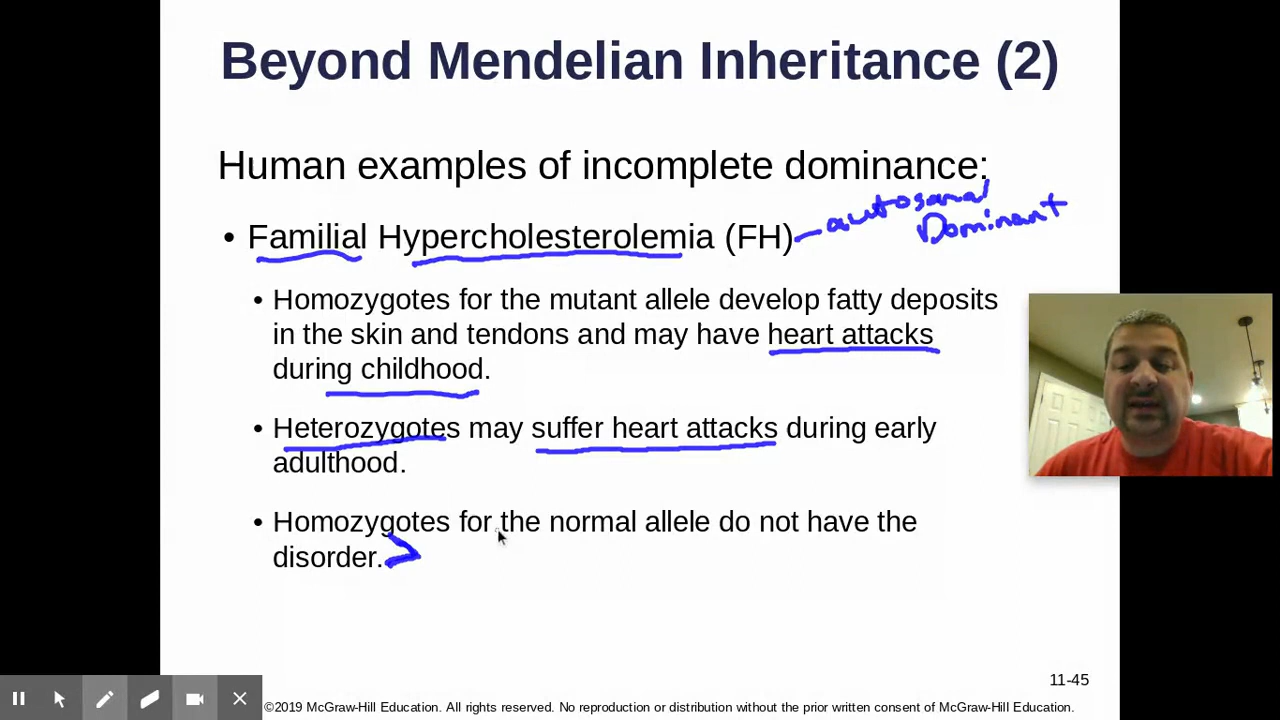 Beyond Mendelian Inheritance (2)
Human examples of incomplete dominance:
• Familial Hypercholesterolemia (FH)
autosomal
Dominant
• Homozygotes for the mutant allele develop fatty deposits
in the skin and tendons and may have heart attacks
during childhood.
• Heterozygotes may suffer heart attacks during early
adulthood.
• Homozygotes for the normal allele do not have the
disorder.
11-45
©2019 McGraw-Hill Education. All rights reserved. No reproduction or distribution without the prior written consent of McGraw-Hill Education.